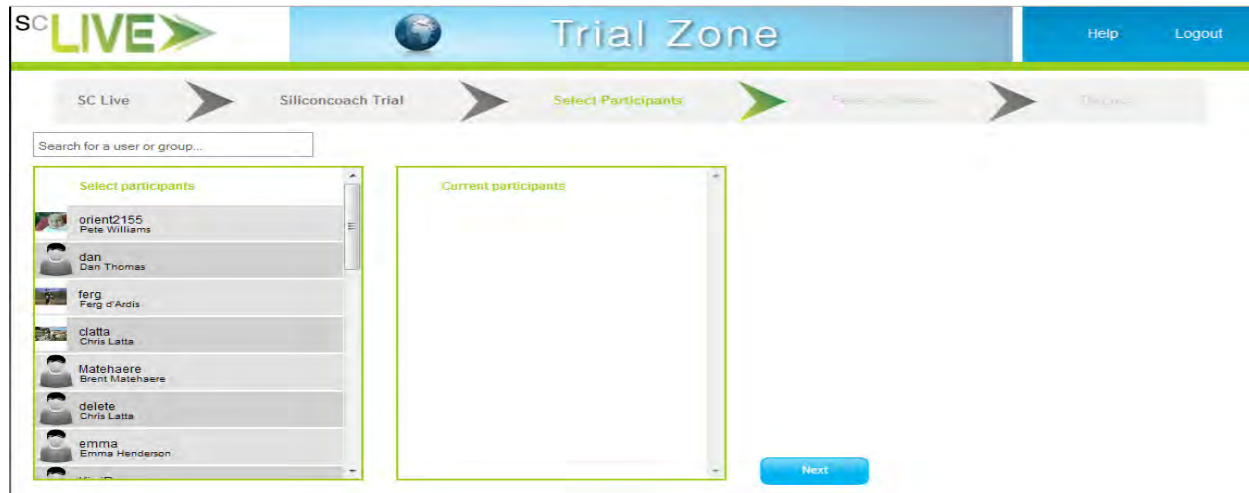 SC LIVE
Trial Zone
Help Logout
SC Live Siliconcoach Trial Select Participants
Search for a user or group...
Select participants
Current participants
orient2155
Pete Williams
dan
Dan Thomas
ferg
Ferg d'Ardis
clatta
Chris Latta
Matehaere
Brent Matehaere
delete
Chris Latta
emma
Emma Henderson
Next